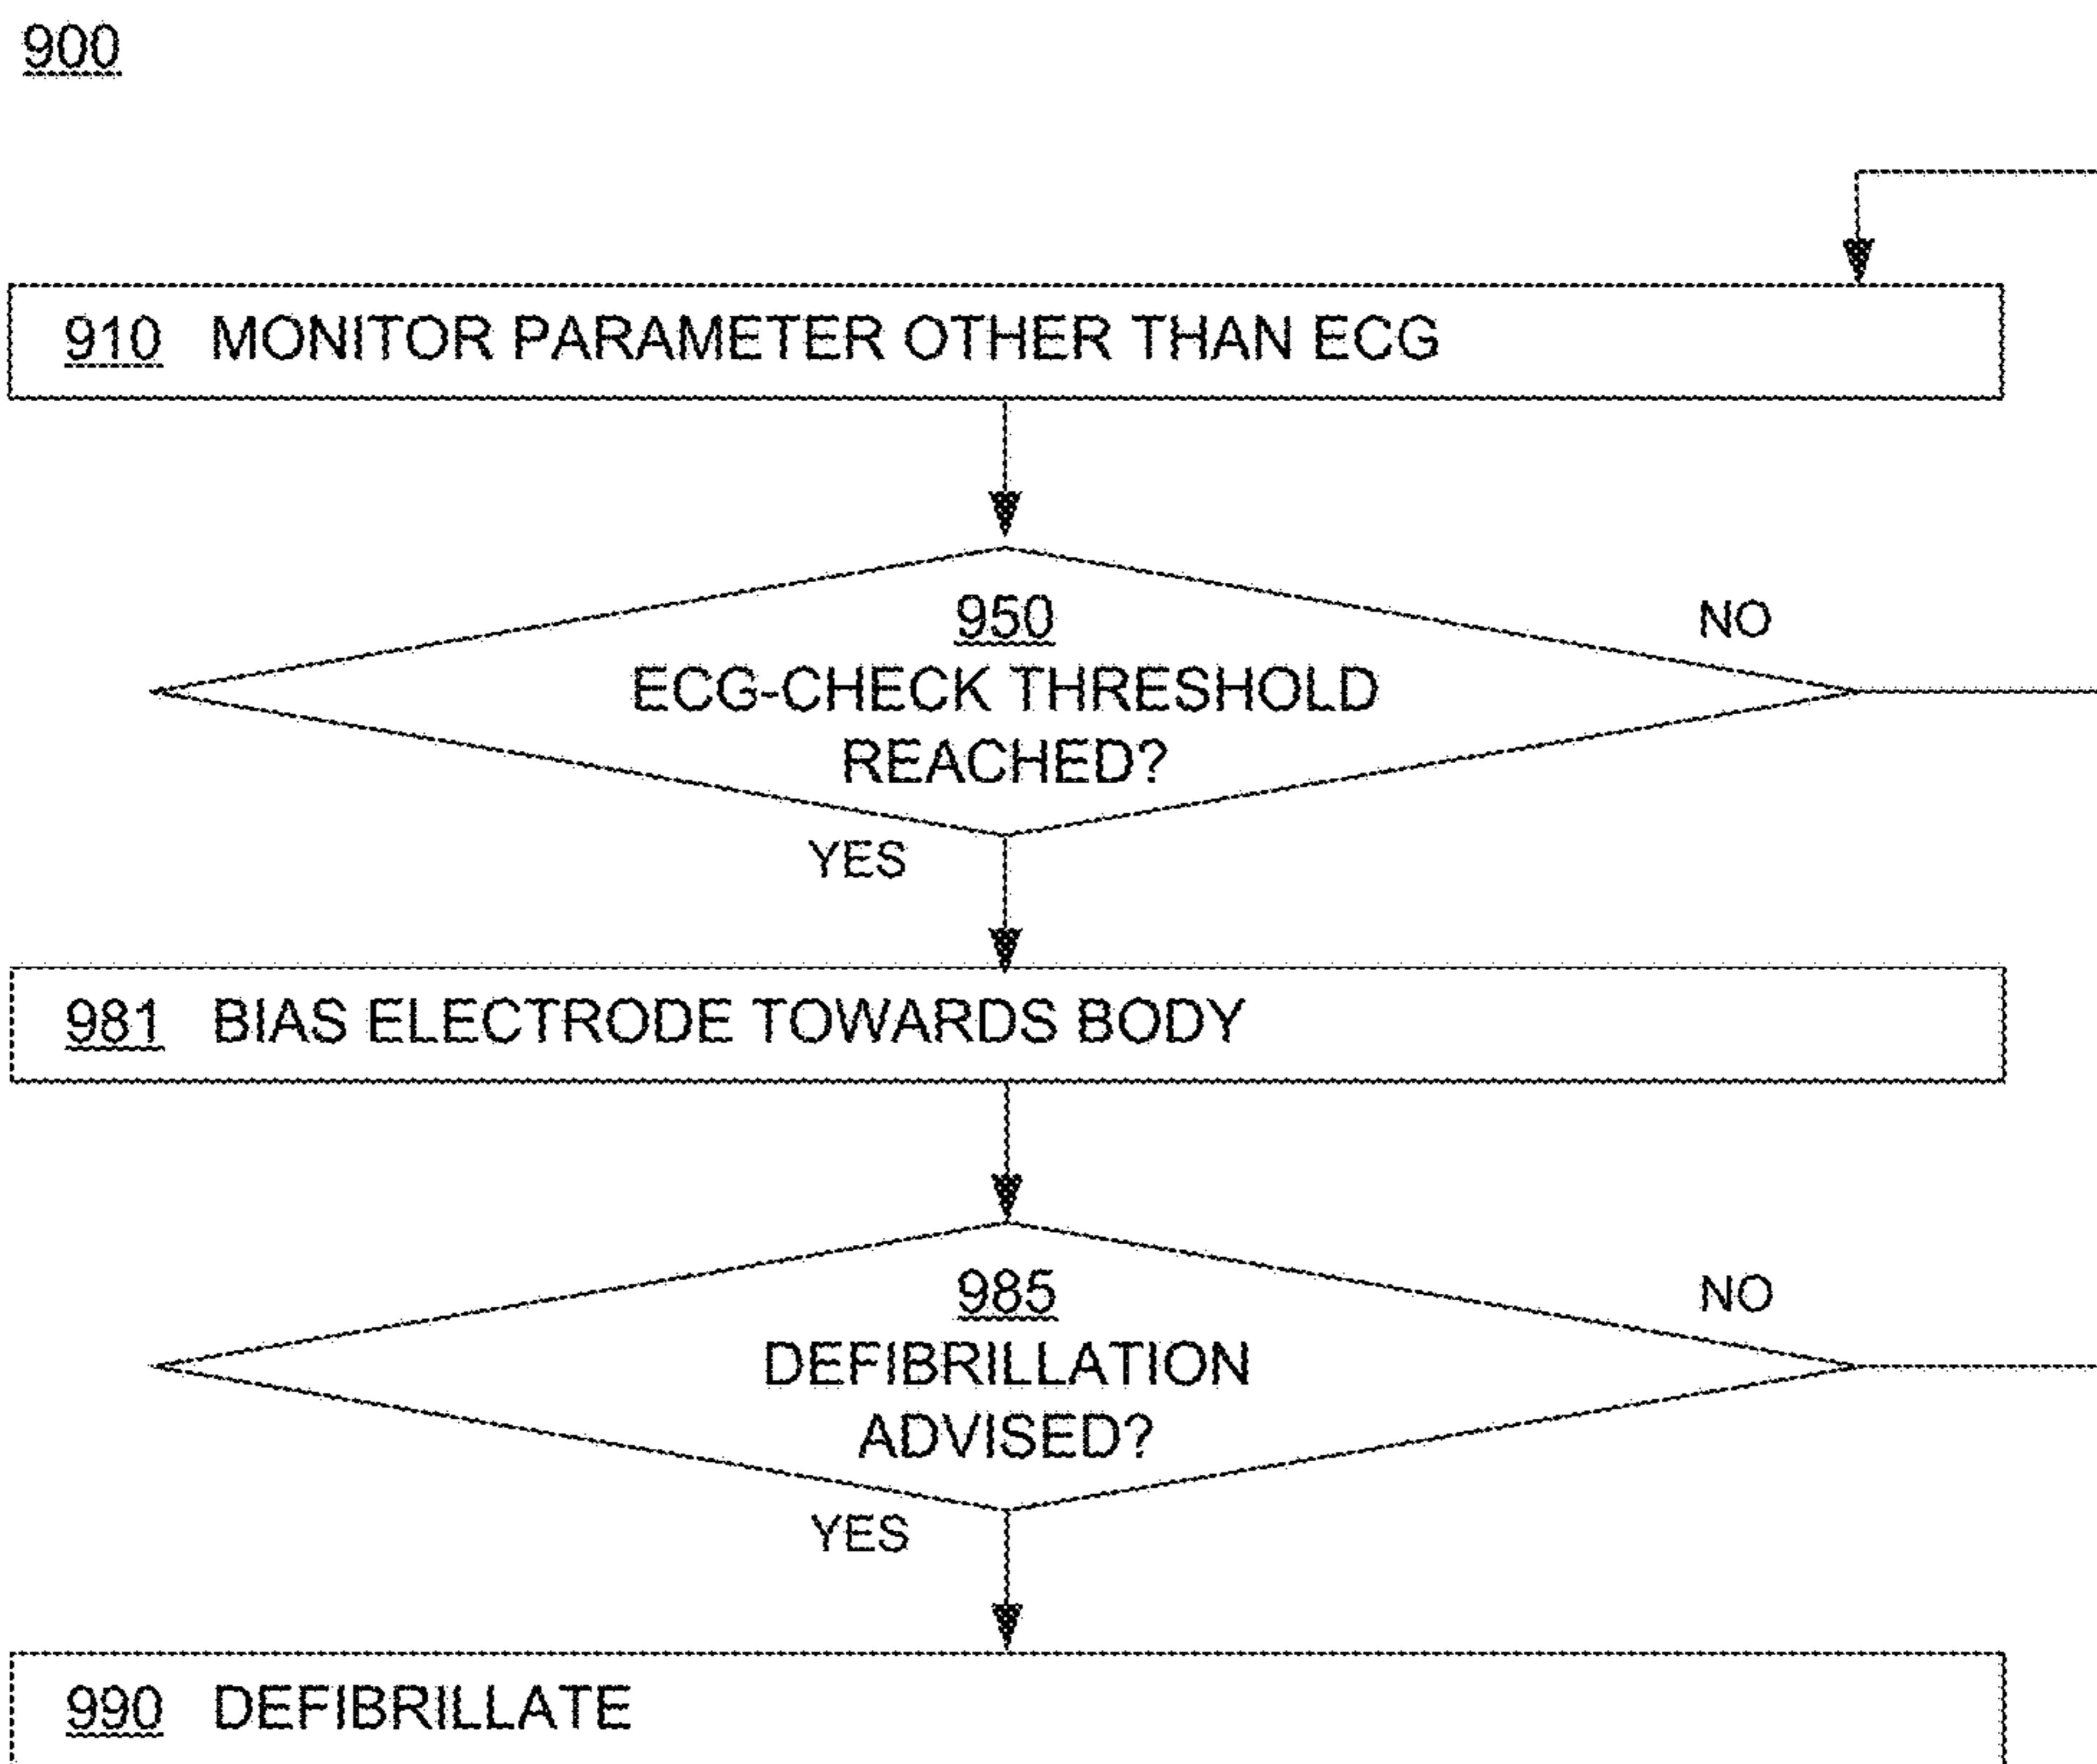 900
910 MONITOR PARAMETER OTHER THAN ECG
950
NO
ECG-CHECK THRESHOLD
REACHED?
YES
981 BIAS ELECTRODE TOWARDS BODY
985
NO
DEFIBRILLATION
ADVISED?
YES
990 DEFIBRILLATE